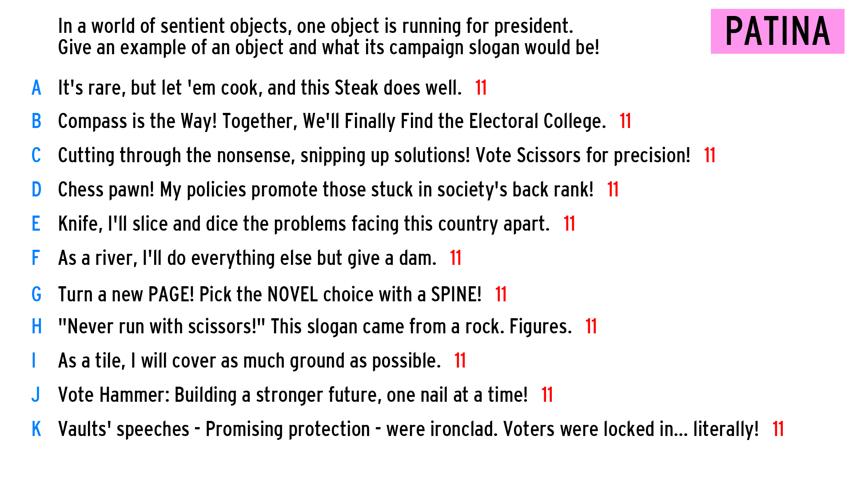 In a world of sentient objects, one object is running for president.
Give an example of an object and what its campaign slogan would be!
PATINA
A It's rare, but let 'em cook, and this Steak does well. 11
B Compass is the Way! Together, We'll Finally Find the Electoral College. 11
C Cutting through the nonsense, snipping up solutions! Vote Scissors for precision! 11
D Chess pawn! My policies promote those stuck in society's back rank! 11
E Knife, I'll slice and dice the problems facing this country apart. 11
F As a river, I'll do everything else but give a dam. 11
G Turn a new PAGE! Pick the NOVEL choice with a SPINE! 11
H "Never run with scissors!" This slogan came from a rock. Figures. 11
I As a tile, I will cover as much ground as possible. 11
J Vote Hammer: Building a stronger future, one nail at a time! 11
K Vaults' speeches - Promising protection - were ironclad. Voters were locked in... literally! 11